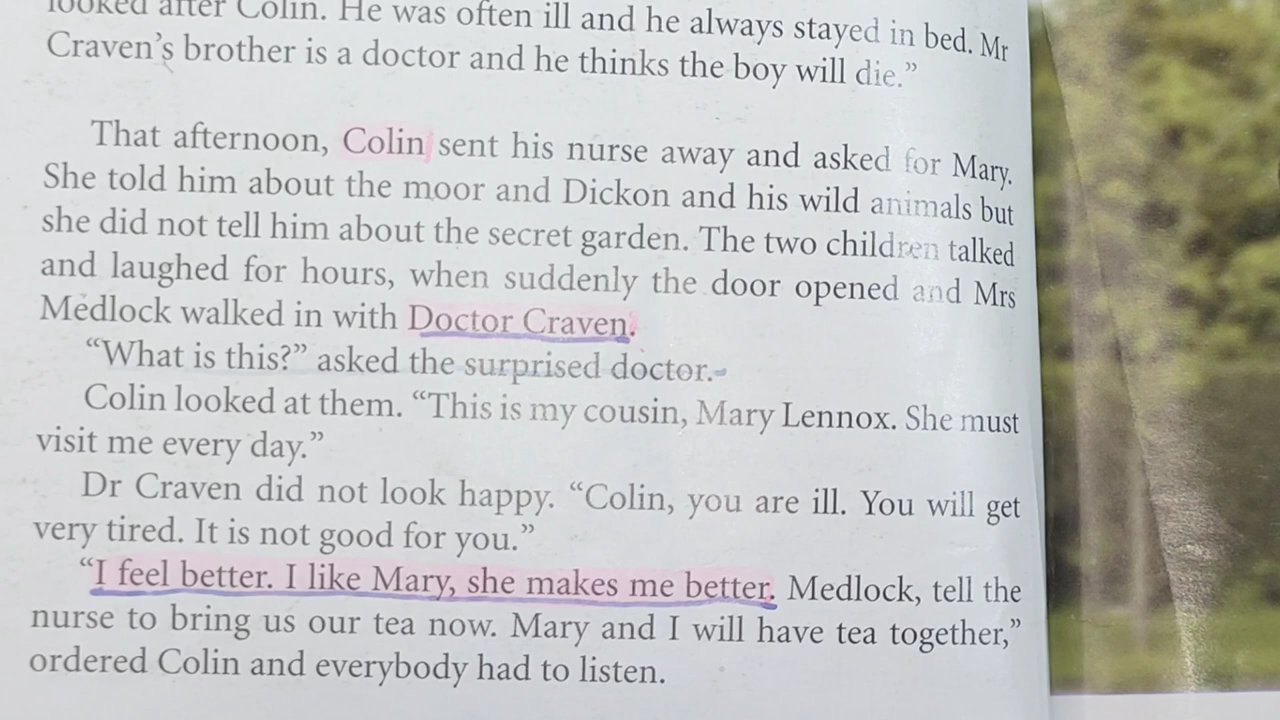 looked after Colin. He was often ill and he always stayed in bed. Mr
Craven's brother is a doctor and he thinks the boy will die.”
That afternoon, Colin sent his nurse away and asked for Mary.
She told him about the moor and Dickon and his wild animals but
she did not tell him about the secret garden. The two children talked
and laughed for hours, when suddenly the door opened and Mrs
Medlock walked in with Doctor Craven.
“What is this?” asked the surprised doctor.
Colin looked at them. “This is my cousin, Mary Lennox. She must
visit me every day.”
Dr Craven did not look happy. “Colin, you are ill. You will get
very tired. It is not good for you.”
“I feel better. I like Mary, she makes me better. Medlock, tell the
nurse to bring us our tea now. Mary and I will have tea together,”
ordered Colin and everybody had to listen.